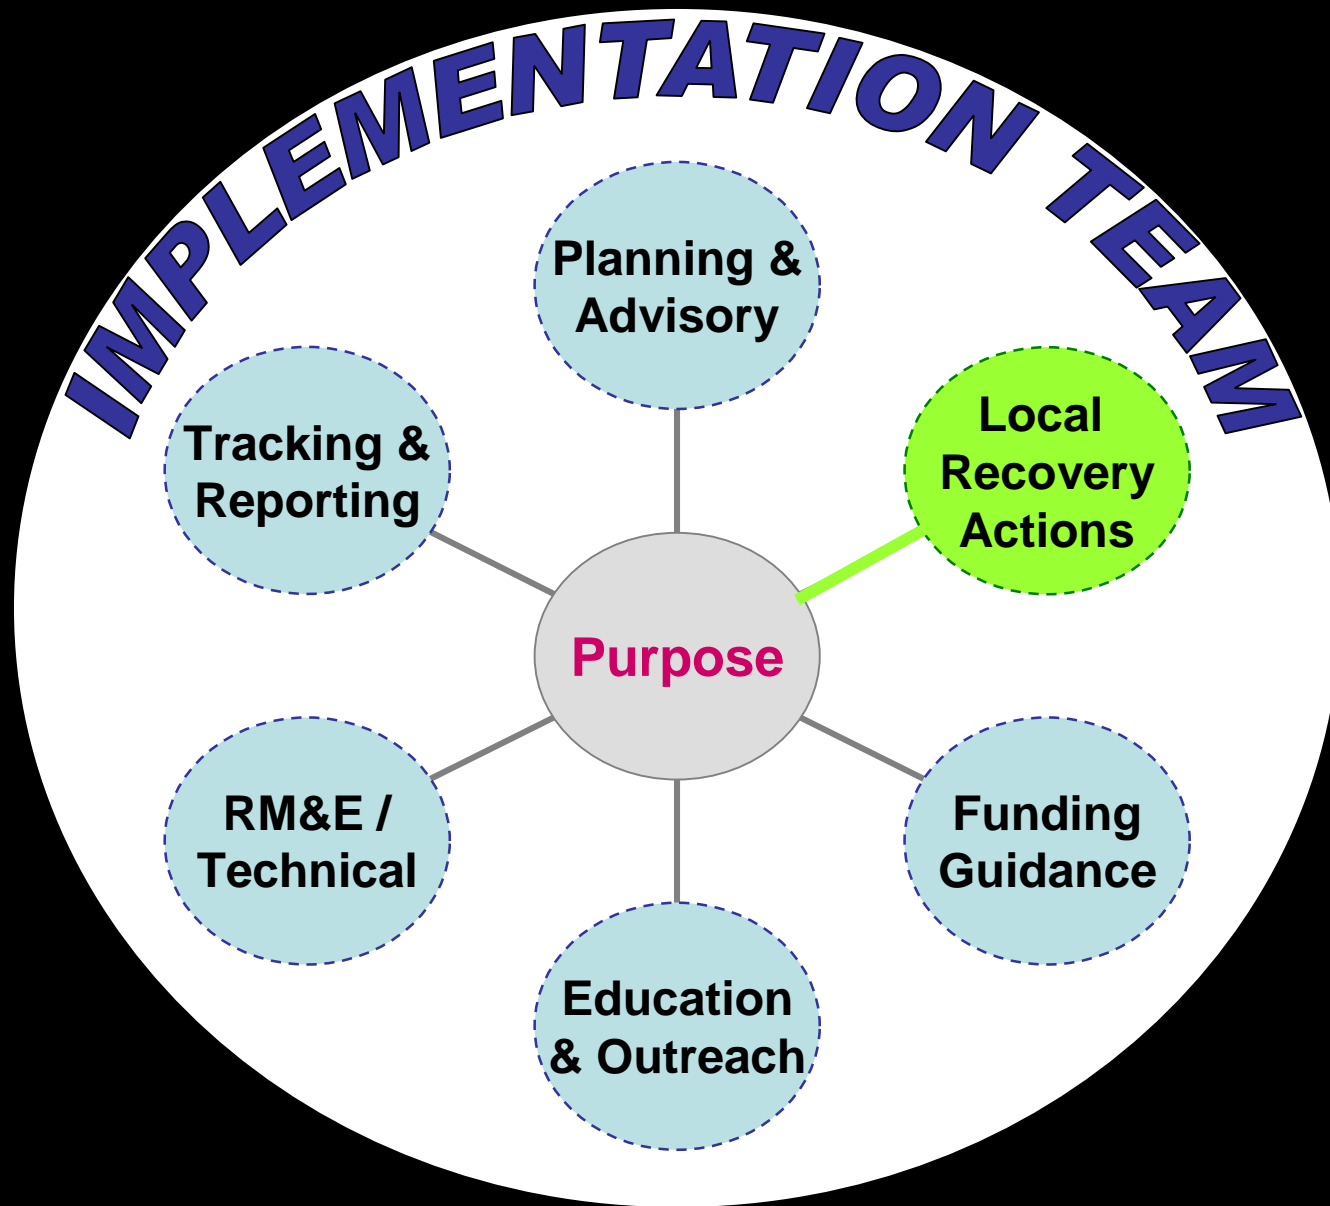 IMPLEMENTATION TEAM
Planning &
Advisory
Local
Recovery
Actions
Tracking &
Reporting
Purpose
RM&E /
Technical
Funding
Guidance
Education
& Outreach